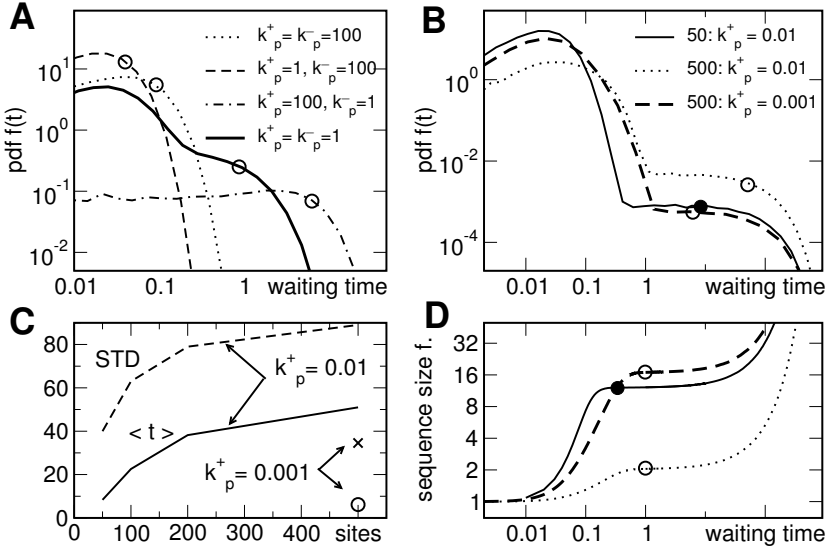 A
k⁺ₚ= k⁻ₚ=100
k⁺ₚ=1, k⁻ₚ=100
k⁺ₚ=100, k⁻ₚ=1
k⁺ₚ= k⁻ₚ=1
pdf f(t)
10¹
10⁰
10⁻¹
10⁻²
0.01 0.1 1 waiting time
B
50: k⁺ₚ = 0.01
500: k⁺ₚ = 0.01
500: k⁺ₚ = 0.001
pdf f(t)
10⁰
10⁻²
10⁻⁴
0.01 0.1 1 waiting time
C
80
60
40
20
0
STD
k⁺ₚ= 0.01
< t >
k⁺ₚ= 0.001
0 100 200 300 400 sites
D
sequence size f.
32
16
8
4
2
1
0.01 0.1 1 waiting time